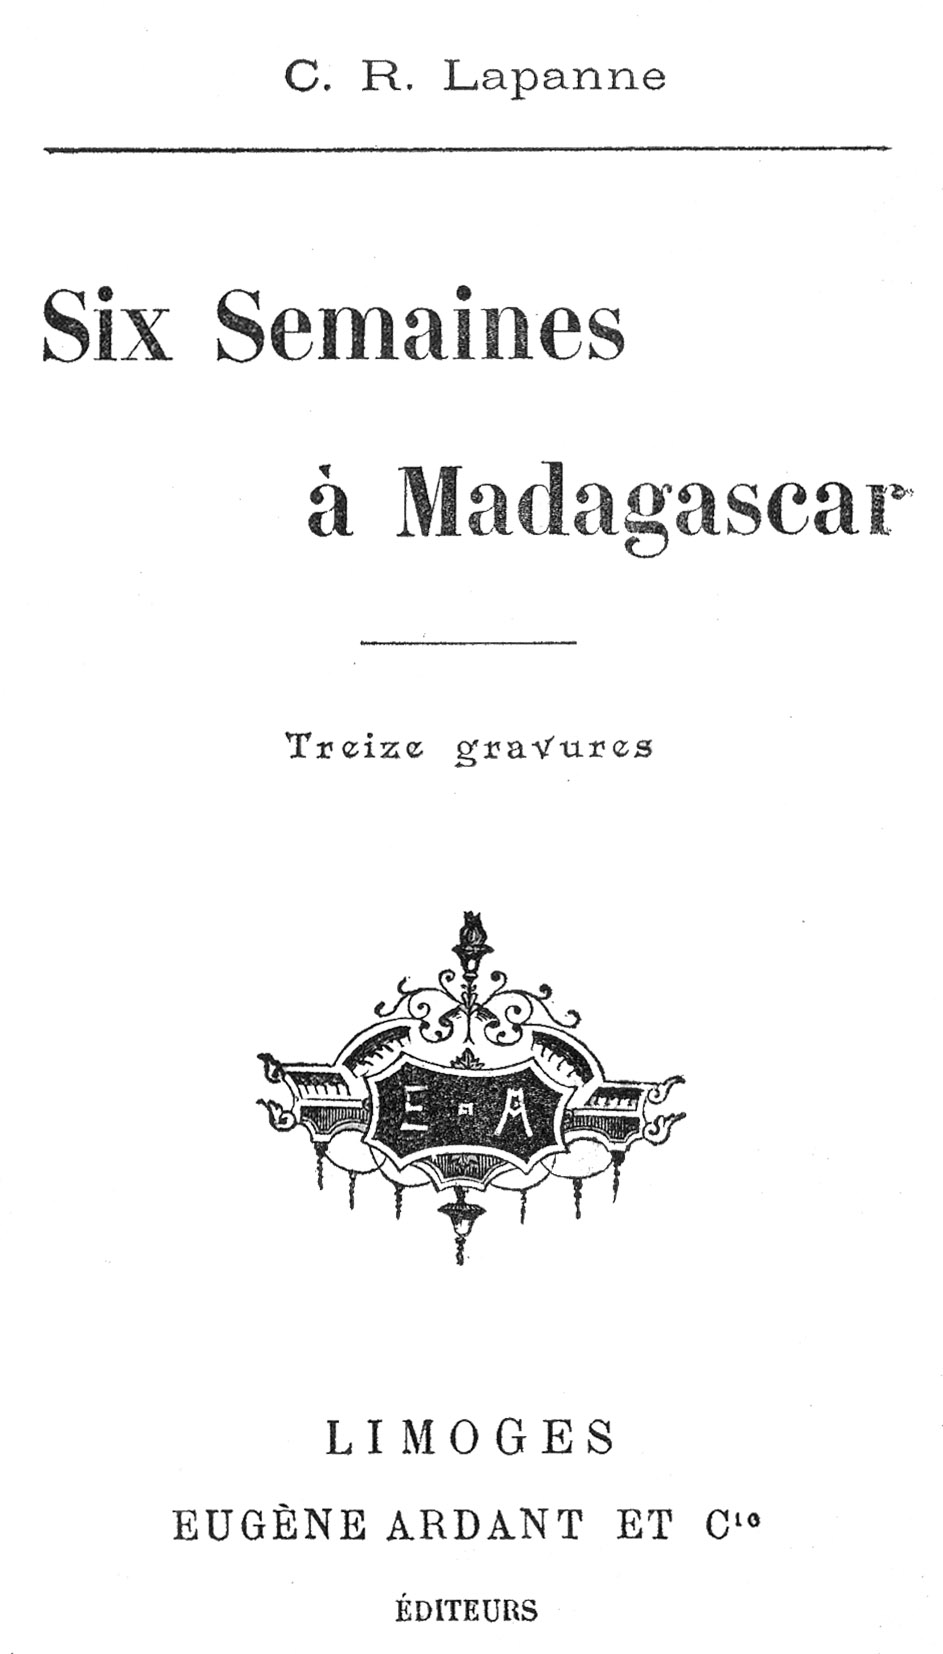 C. R. Lapanne
Six Semaines
à Madagascar
Treize gravures
E - A
LIMOGES
EUGÈNE ARDANT ET Cie
ÉDITEURS